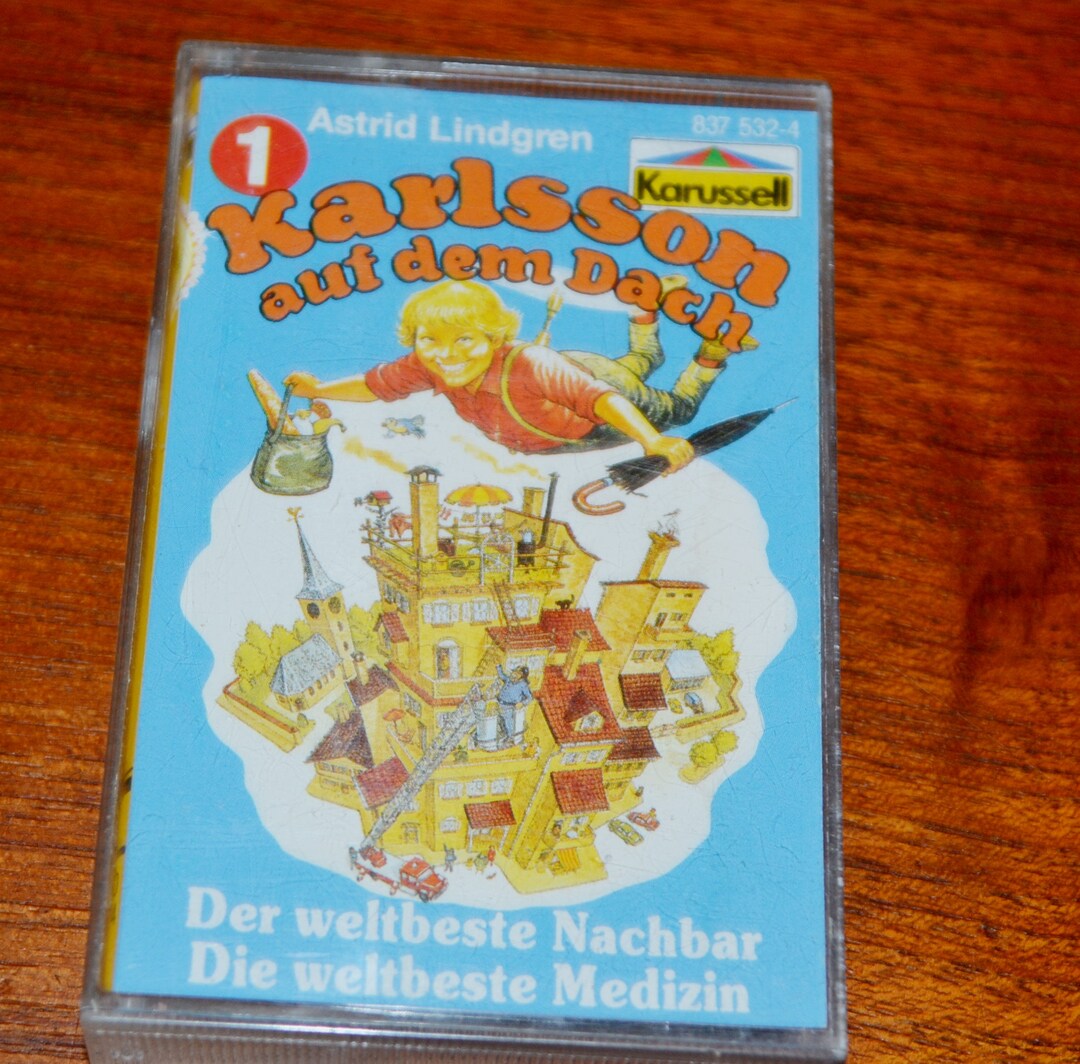 1
Astrid Lindgren
837 532-4
Karussell
Karlsson
auf dem Dach
Der weltbeste Nachbar
Die weltbeste Medizin